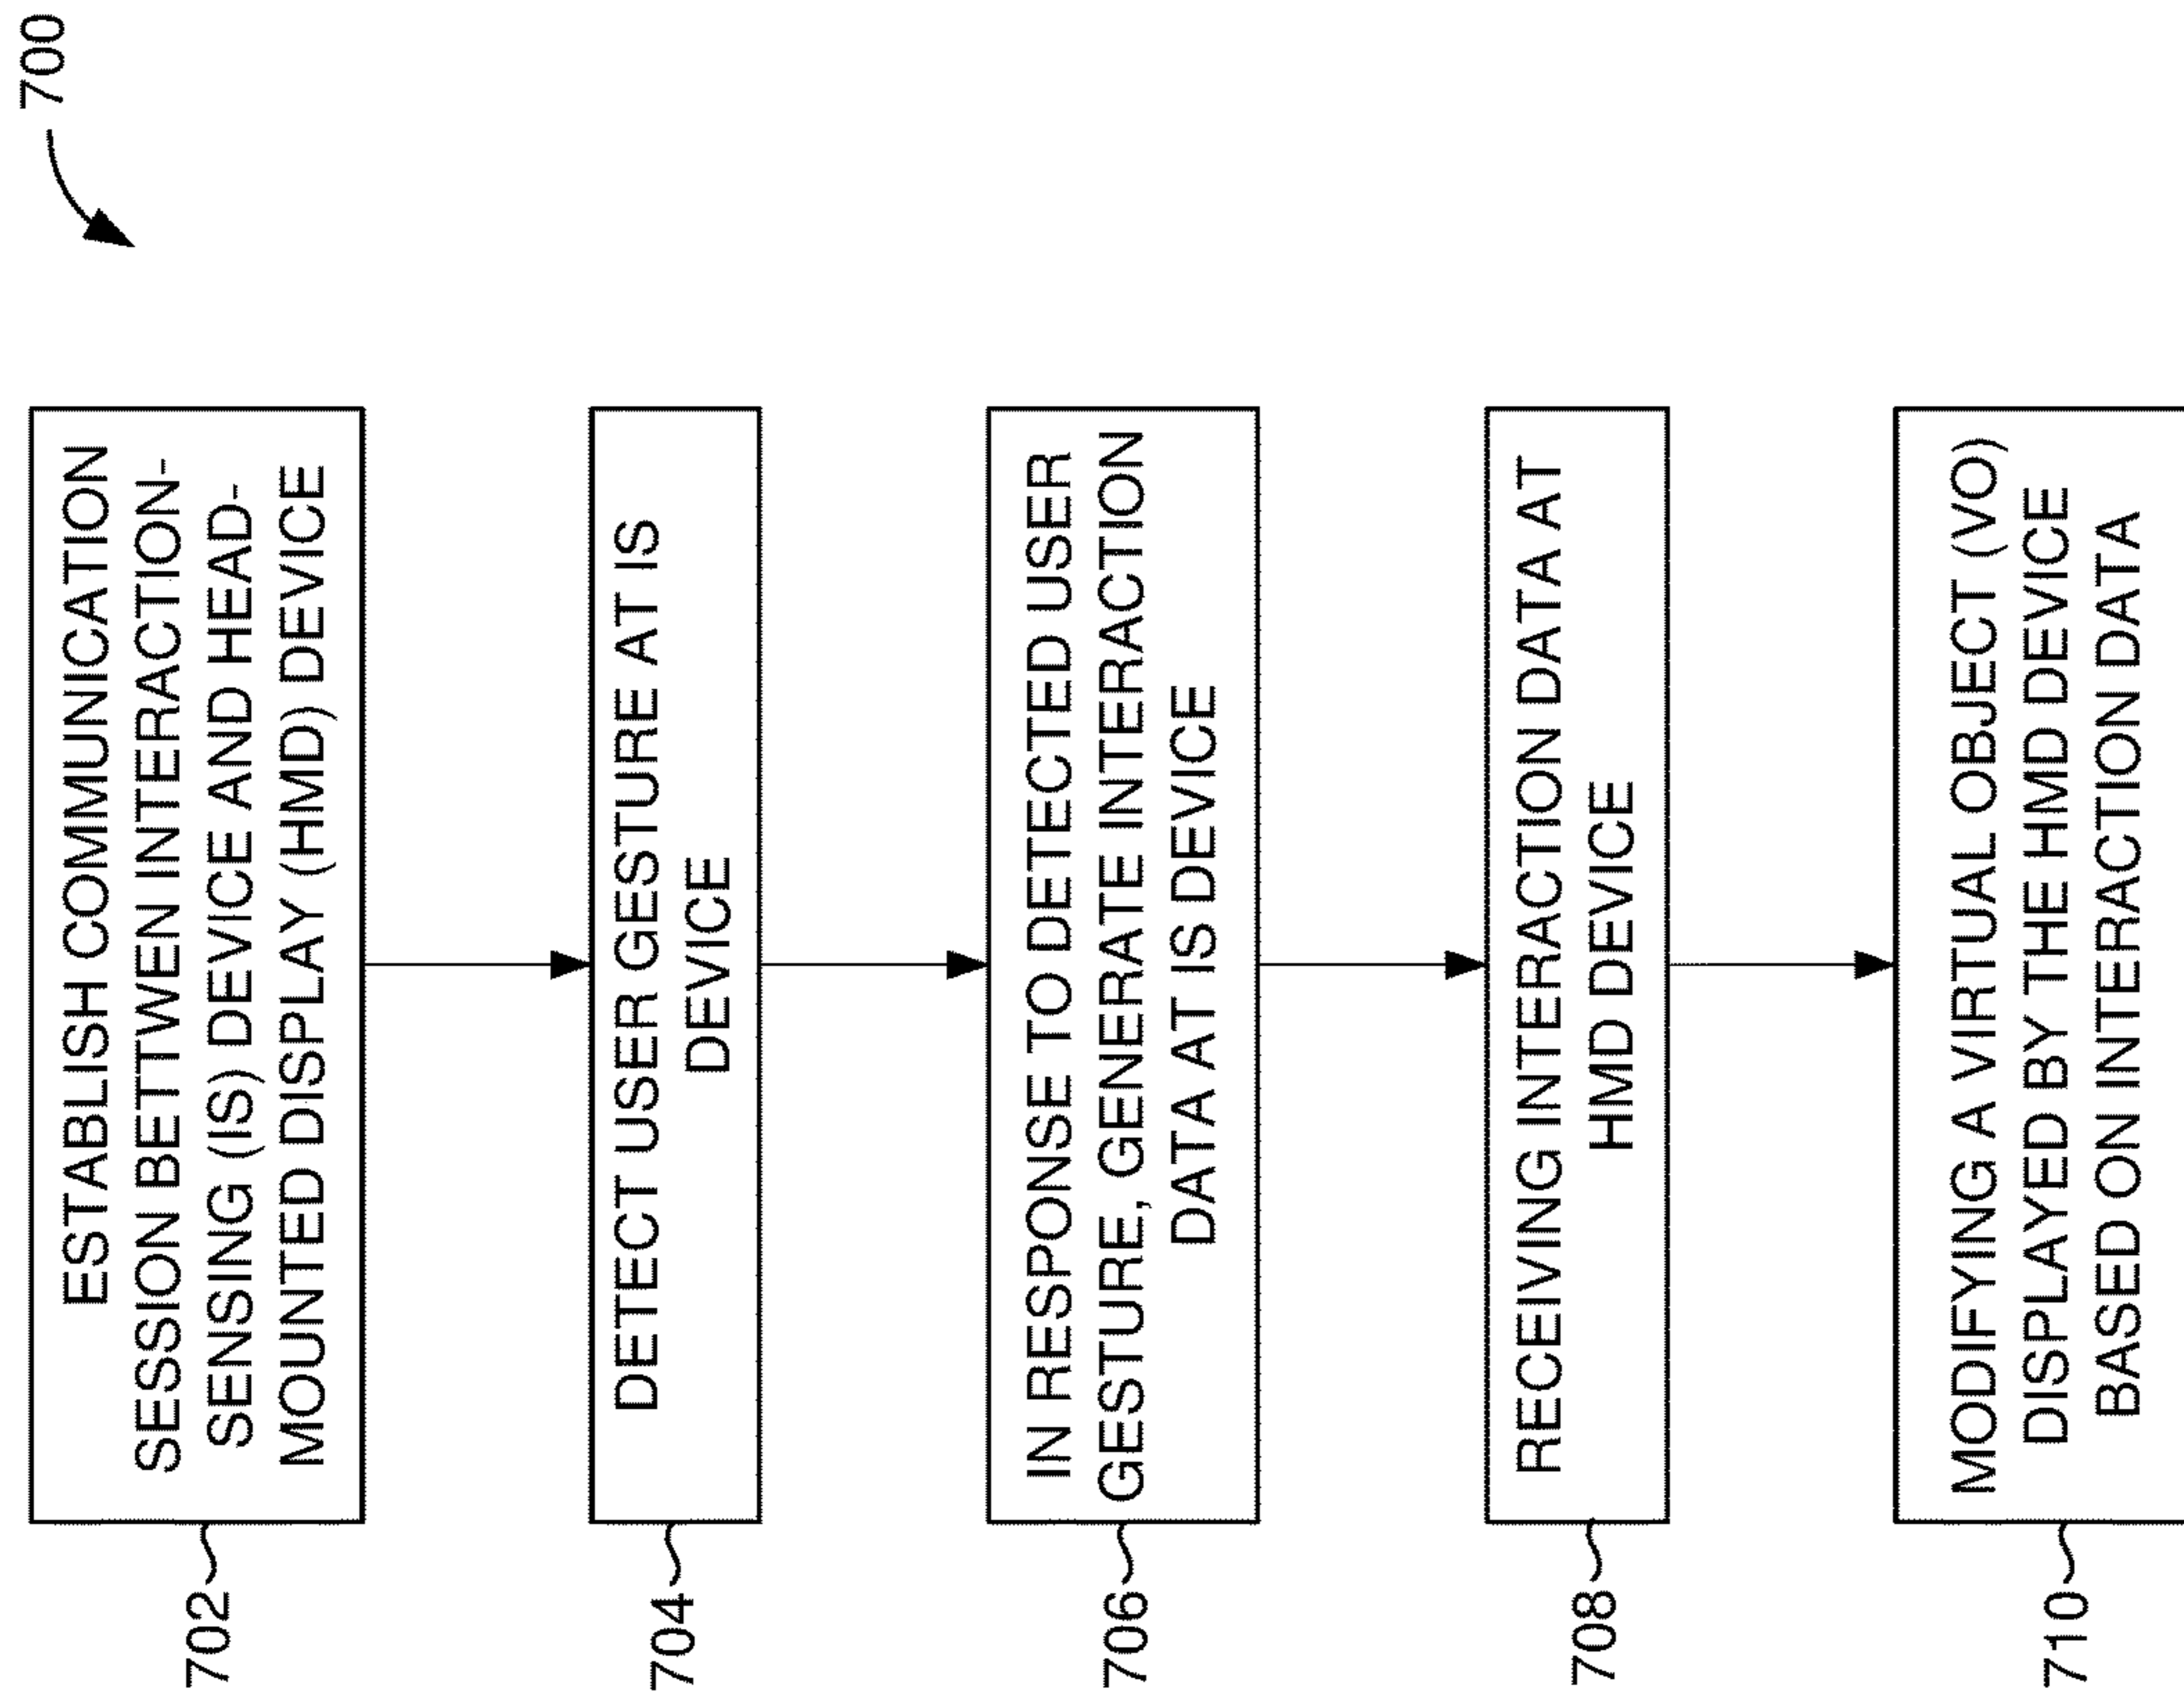 700
702
ESTABLISH COMMUNICATION
SESSION BETTWEN INTERACTION-
SENSING (IS) DEVICE AND HEAD-
MOUNTED DISPLAY (HMD) DEVICE
704
DETECT USER GESTURE AT IS
DEVICE
706
IN RESPONSE TO DETECTED USER
GESTURE, GENERATE INTERACTION
DATA AT IS DEVICE
708
RECEIVING INTERACTION DATA AT
HMD DEVICE
710
MODIFYING A VIRTUAL OBJECT (VO)
DISPLAYED BY THE HMD DEVICE
BASED ON INTERACTION DATA